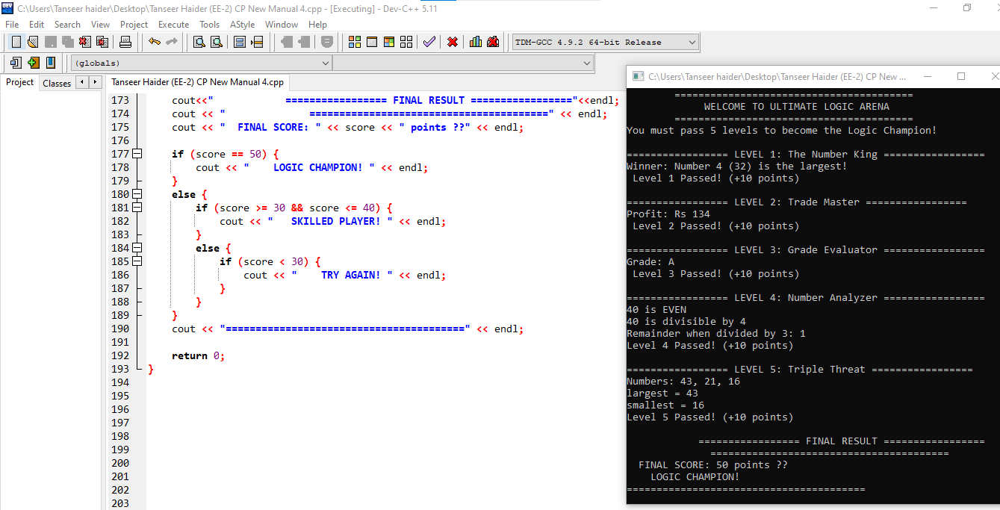 C:\Users\Tanseer haider\Desktop\Tanseer Haider (EE-2) CP New Manual 4.cpp - [Executing] - Dev-C++ 5.11
File Edit Search View Project Execute Tools AStyle Window Help
TDM-GCC 4.9.2 64-bit Release
(globals)
Project Classes
Tanseer Haider (EE-2) CP New Manual 4.cpp
173     cout<<"            ================= FINAL RESULT ================="<<endl;
174     cout << "              ========================================" << endl;
175     cout << "  FINAL SCORE: " << score << " points ??" << endl;
176
177     if (score == 50) {
178         cout << "    LOGIC CHAMPION! " << endl;
179     }
180     else {
181         if (score >= 30 && score <= 40) {
182             cout << "   SKILLED PLAYER! " << endl;
183         }
184         else {
185             if (score < 30) {
186                 cout << "    TRY AGAIN! " << endl;
187             }
188         }
189     }
190     cout << "========================================" << endl;
191
192     return 0;
193 }
194
195
196
197
198
199
200
201
202
203
C:\Users\Tanseer haider\Desktop\Tanseer Haider (EE-2) CP New ...
        ========================================
             WELCOME TO ULTIMATE LOGIC ARENA
        ========================================
You must pass 5 levels to become the Logic Champion!
================= LEVEL 1: The Number King =================
Winner: Number 4 (32) is the largest!
 Level 1 Passed! (+10 points)
================= LEVEL 2: Trade Master =================
Profit: Rs 134
 Level 2 Passed! (+10 points)
================= LEVEL 3: Grade Evaluator =================
Grade: A
 Level 3 Passed! (+10 points)
================= LEVEL 4: Number Analyzer =================
40 is EVEN
40 is divisible by 4
Remainder when divided by 3: 1
Level 4 Passed! (+10 points)
================= LEVEL 5: Triple Threat =================
Numbers: 43, 21, 16
largest = 43
smallest = 16
Level 5 Passed! (+10 points)
            ================= FINAL RESULT =================
              ========================================
  FINAL SCORE: 50 points ??
    LOGIC CHAMPION!
========================================